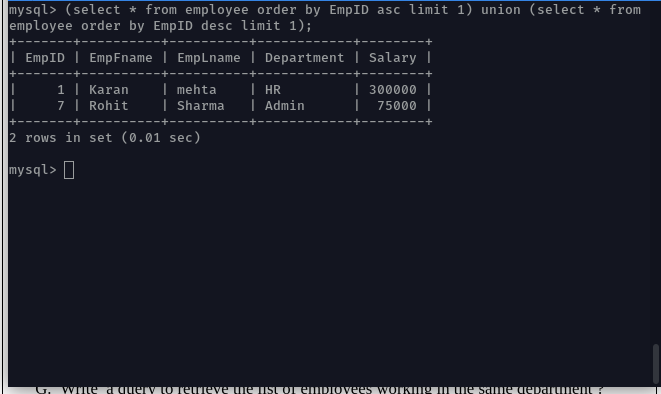 mysql> (select * from employee order by EmpID asc limit 1) union (select * from
employee order by EmpID desc limit 1);
+-------+----------+----------+------------+--------+
| EmpID | EmpFname | EmpLname | Department | Salary |
+-------+----------+----------+------------+--------+
|     1 | Karan    | mehta    | HR         | 300000 |
|     7 | Rohit    | Sharma   | Admin      |  75000 |
+-------+----------+----------+------------+--------+
2 rows in set (0.01 sec)
mysql>
G. Write a query to retrieve the list of employees working in the same department ?